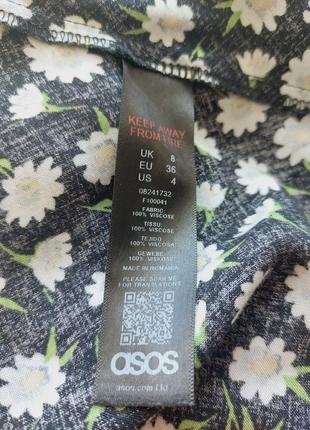 KEEP AWAY
FROM FIRE
UK 8
EU 36
US 4
08241732
F100041
FABRIC
100% VISCOSE
TISSU
100% VISCOSE
TEJIDO
100% VISCOSA
GEWEBE
100% VISKOSE
MADE IN ROMANIA
PLEASE SCAN ME
FOR TRANSLATIONS
asos
asos.com Ltd